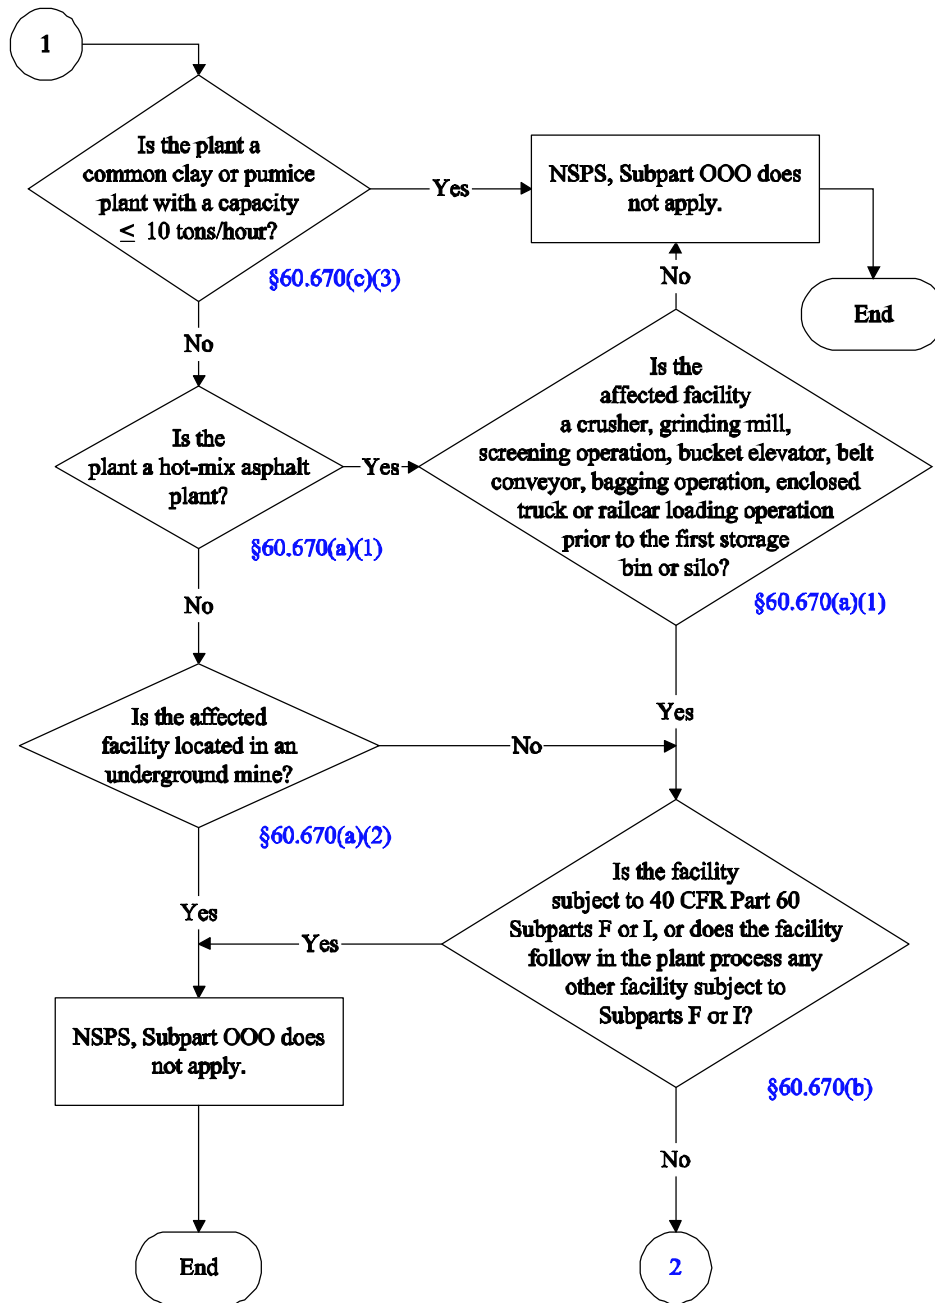 1
Is the plant a
common clay or pumice
plant with a capacity
≤ 10 tons/hour?
§60.670(c)(3)
Yes
NSPS, Subpart OOO does
not apply.
End
No
No
Is the
plant a hot-mix asphalt
plant?
§60.670(a)(1)
Yes
Is the
affected facility
a crusher, grinding mill,
screening operation, bucket elevator, belt
conveyor, bagging operation, enclosed
truck or railcar loading operation
prior to the first storage
bin or silo?
§60.670(a)(1)
No
Yes
Is the affected
facility located in an
underground mine?
§60.670(a)(2)
No
Yes
Is the facility
subject to 40 CFR Part 60
Subparts F or I, or does the facility
follow in the plant process any
other facility subject to
Subparts F or I?
§60.670(b)
Yes
NSPS, Subpart OOO does
not apply.
No
End
2